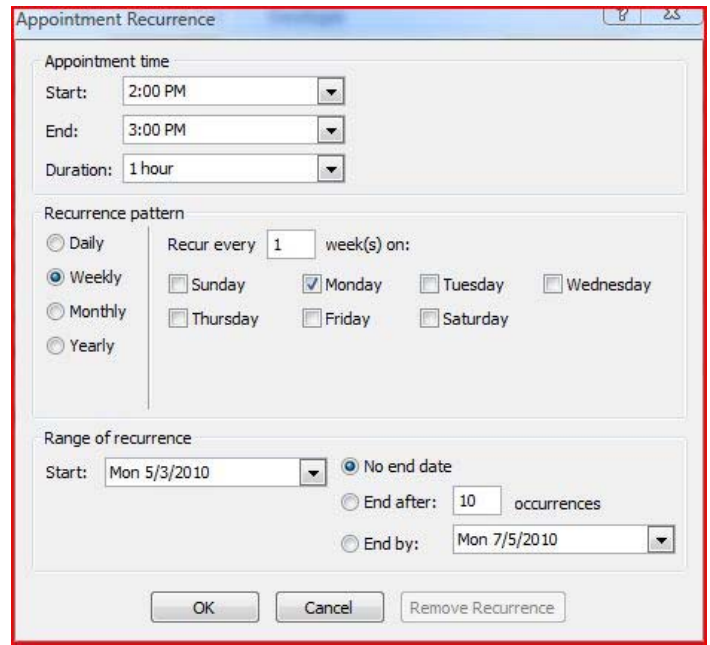 Appointment Recurrence
Appointment time
Start: 2:00 PM
End: 3:00 PM
Duration: 1 hour
Recurrence pattern
Daily
Weekly
Monthly
Yearly
Recur every 1 week(s) on:
Sunday Monday Tuesday Wednesday
Thursday Friday Saturday
Range of recurrence
Start: Mon 5/3/2010
No end date
End after: 10 occurrences
End by: Mon 7/5/2010
OK Cancel Remove Recurrence